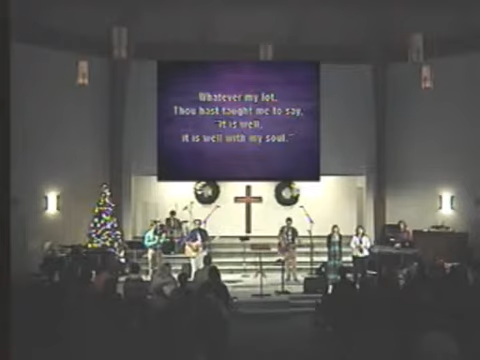 Whatever my lot,
Thou hast taught me to say,
"It is well,
it is well with my soul."